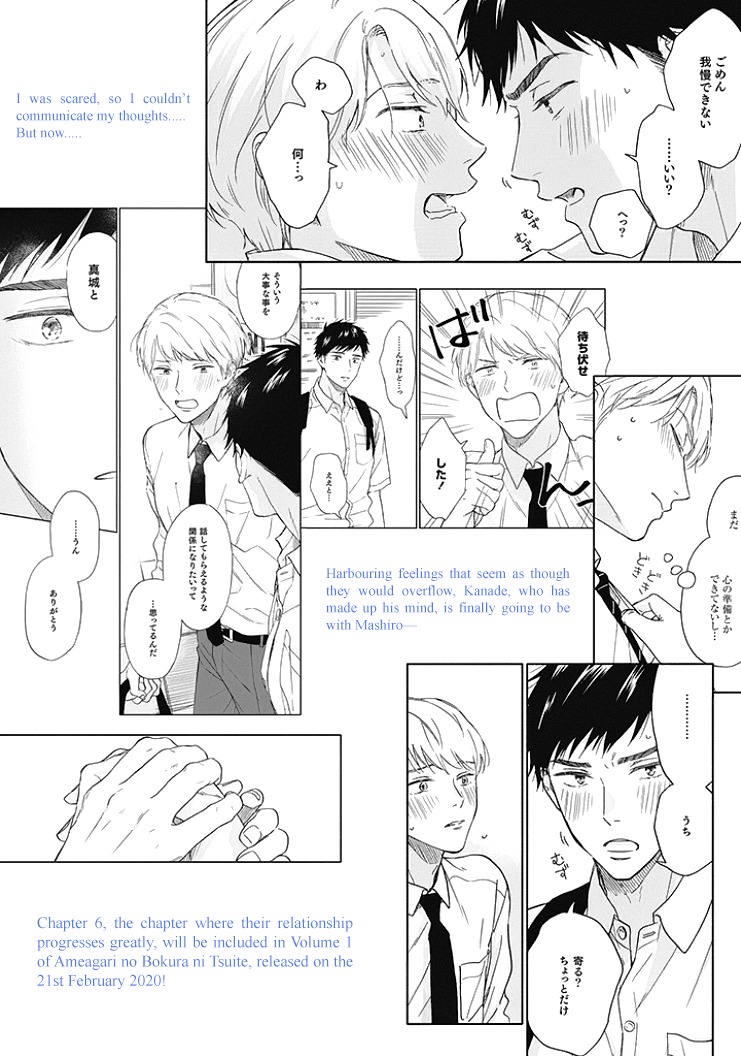 ごめん
我慢できない
……いい？
わ
何…っ
へっ？
むず
むず
I was scared, so I couldn't
communicate my thoughts.....
But now.....
待ち伏せ
した！
ばーん
……んだけど…っ
ええと…
そういう
大事な事を
話してもらえるような
関係になりたいって
…思ってるんだ
真城と
……うん
ありがとう
まだ
心の準備とか
できてないし…
どき
どき
Harbouring feelings that seem as though
they would overflow, Kanade, who has
made up his mind, is finally going to be
with Mashiro—
…………
うち
むず
寄る？
ちょっとだけ
Chapter 6, the chapter where their relationship
progresses greatly, will be included in Volume 1
of Ameagari no Bokura ni Tsuite, released on the
21st February 2020!